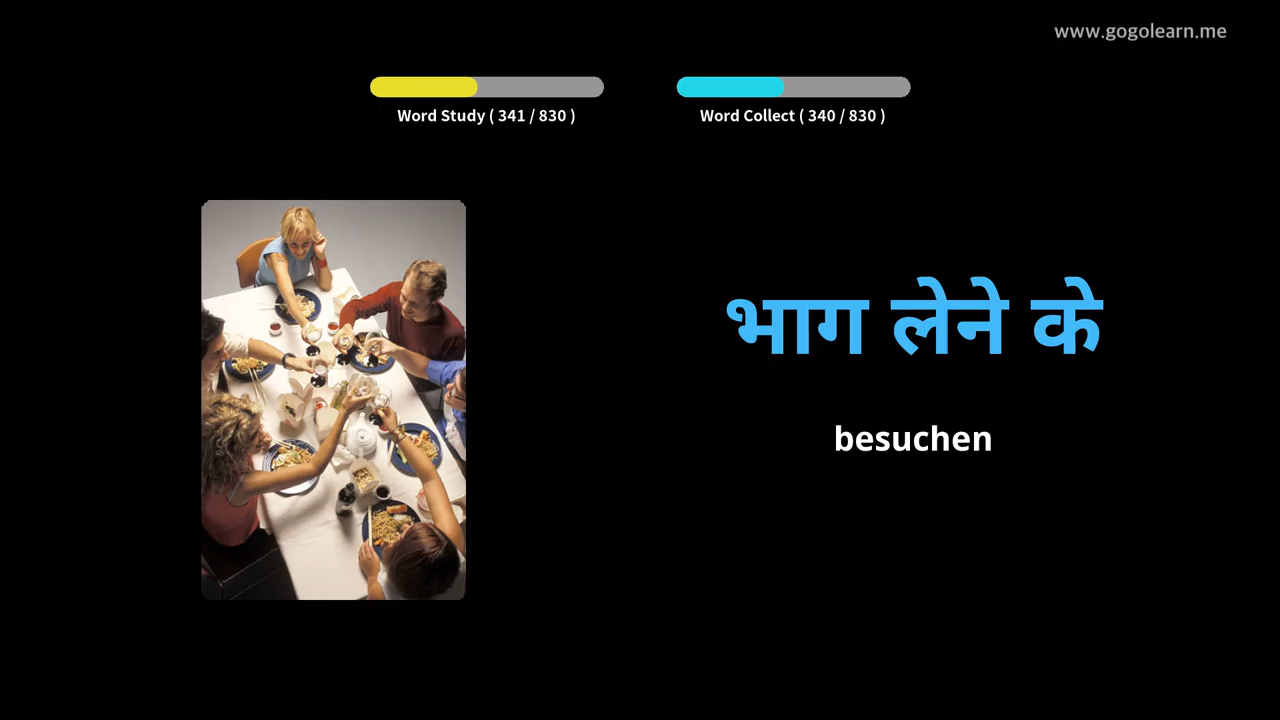 www.gogolearn.me
Word Study ( 341 / 830 )
Word Collect ( 340 / 830 )
भाग लेने के
besuchen